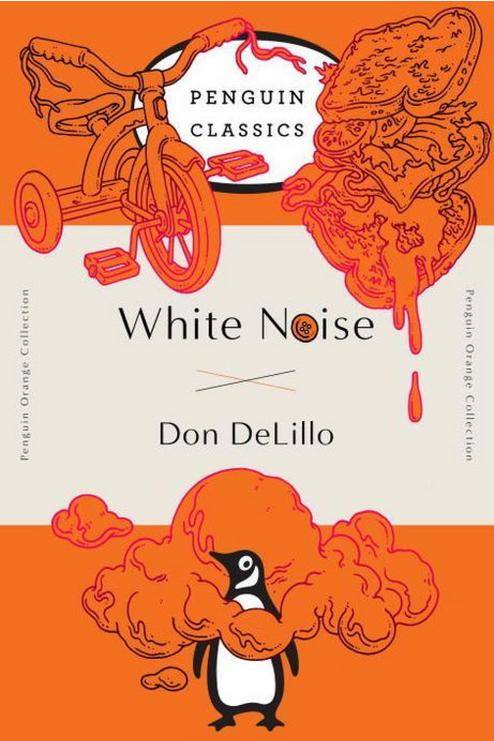 PENGUIN
CLASSICS
White Noise
Don DeLillo
Penguin Orange Collection
Penguin Orange Collection